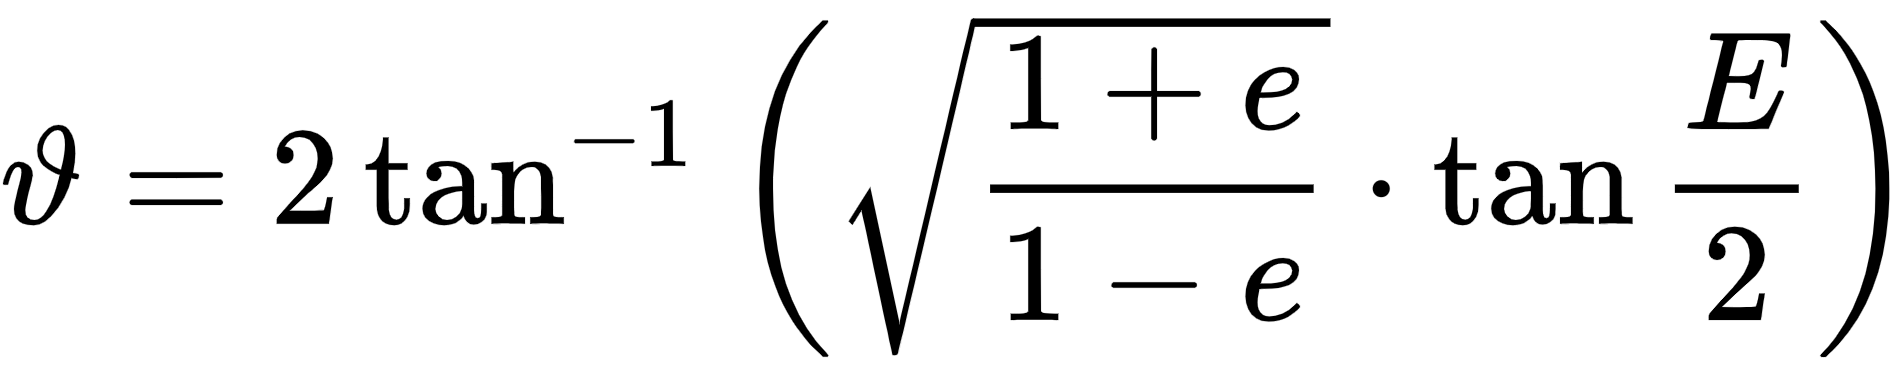 ϑ = 2 tan⁻¹ ( √((1 + e)/(1 − e)) · tan E/2 )